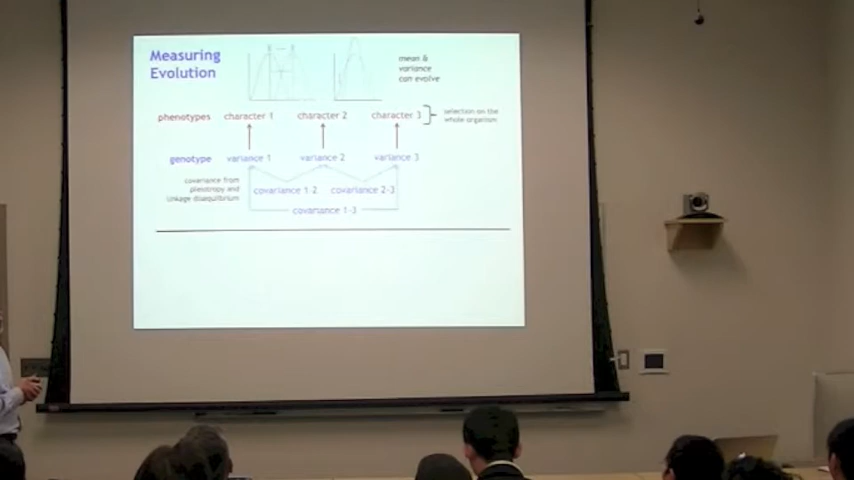 Measuring
Evolution
mean &
variance
can evolve
phenotypes
character 1
character 2
character 3
selection on the
whole organism
genotype
variance 1
variance 2
variance 3
covariance from
pleiotropy and
linkage disequilibrium
covariance 1-2
covariance 2-3
covariance 1-3